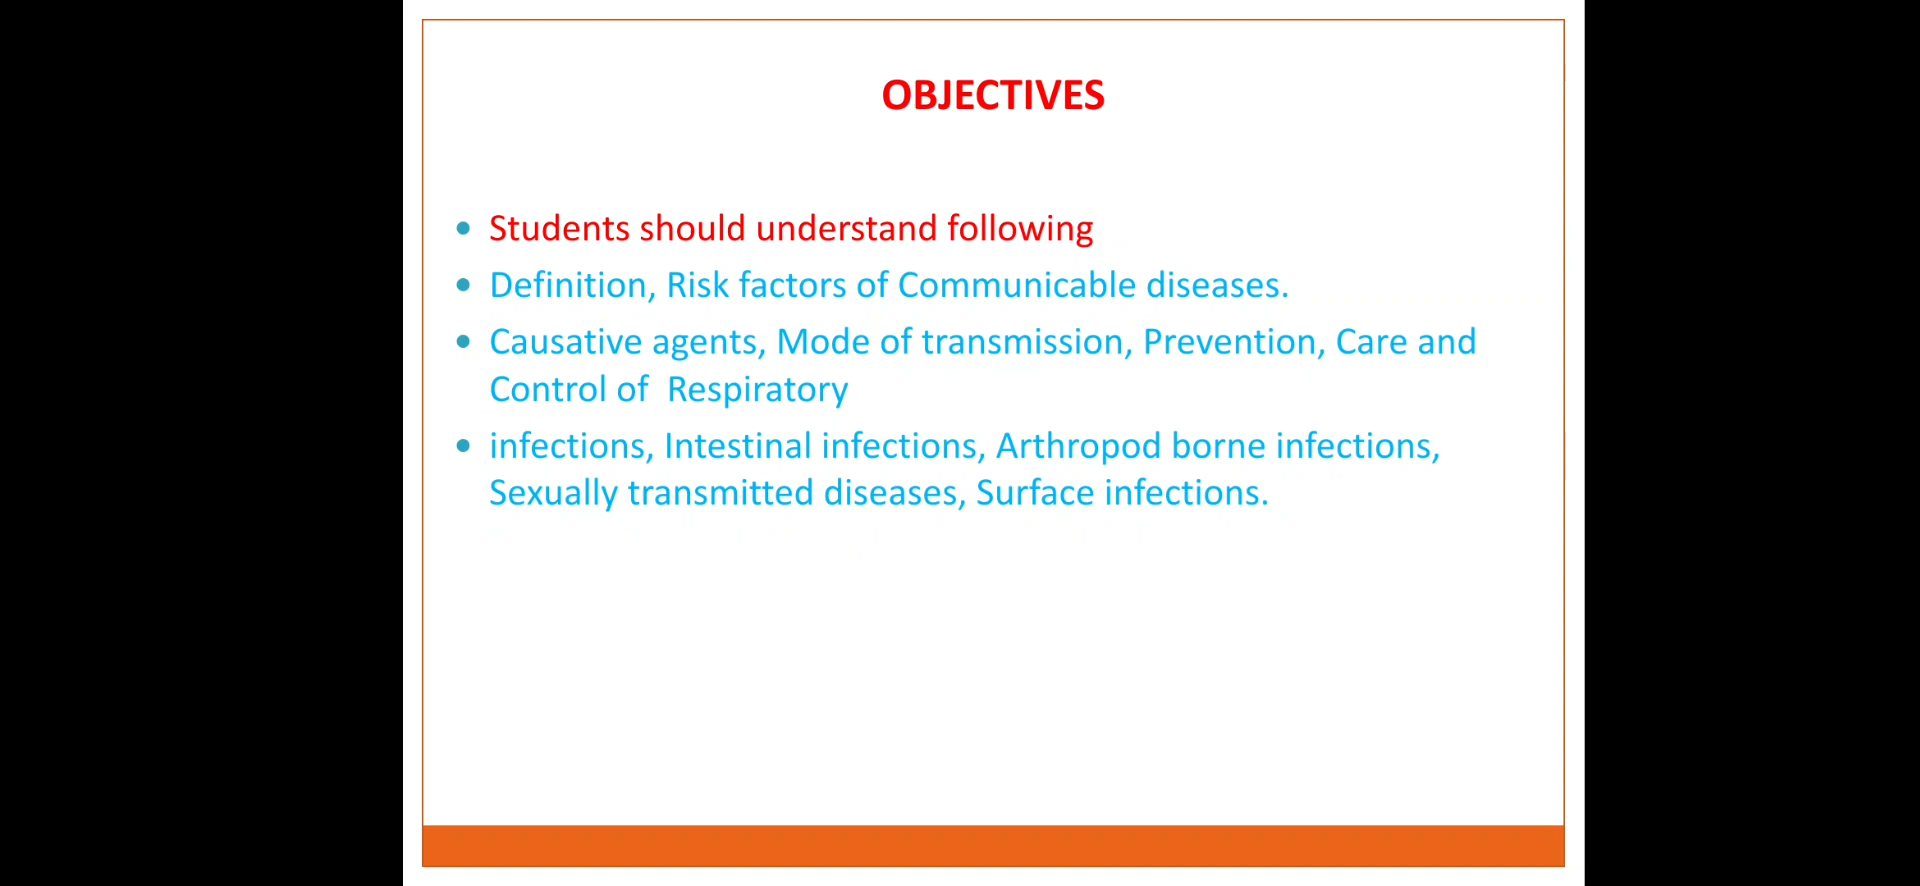 OBJECTIVES
• Students should understand following
• Definition, Risk factors of Communicable diseases.
• Causative agents, Mode of transmission, Prevention, Care and
Control of  Respiratory
• infections, Intestinal infections, Arthropod borne infections,
Sexually transmitted diseases, Surface infections.